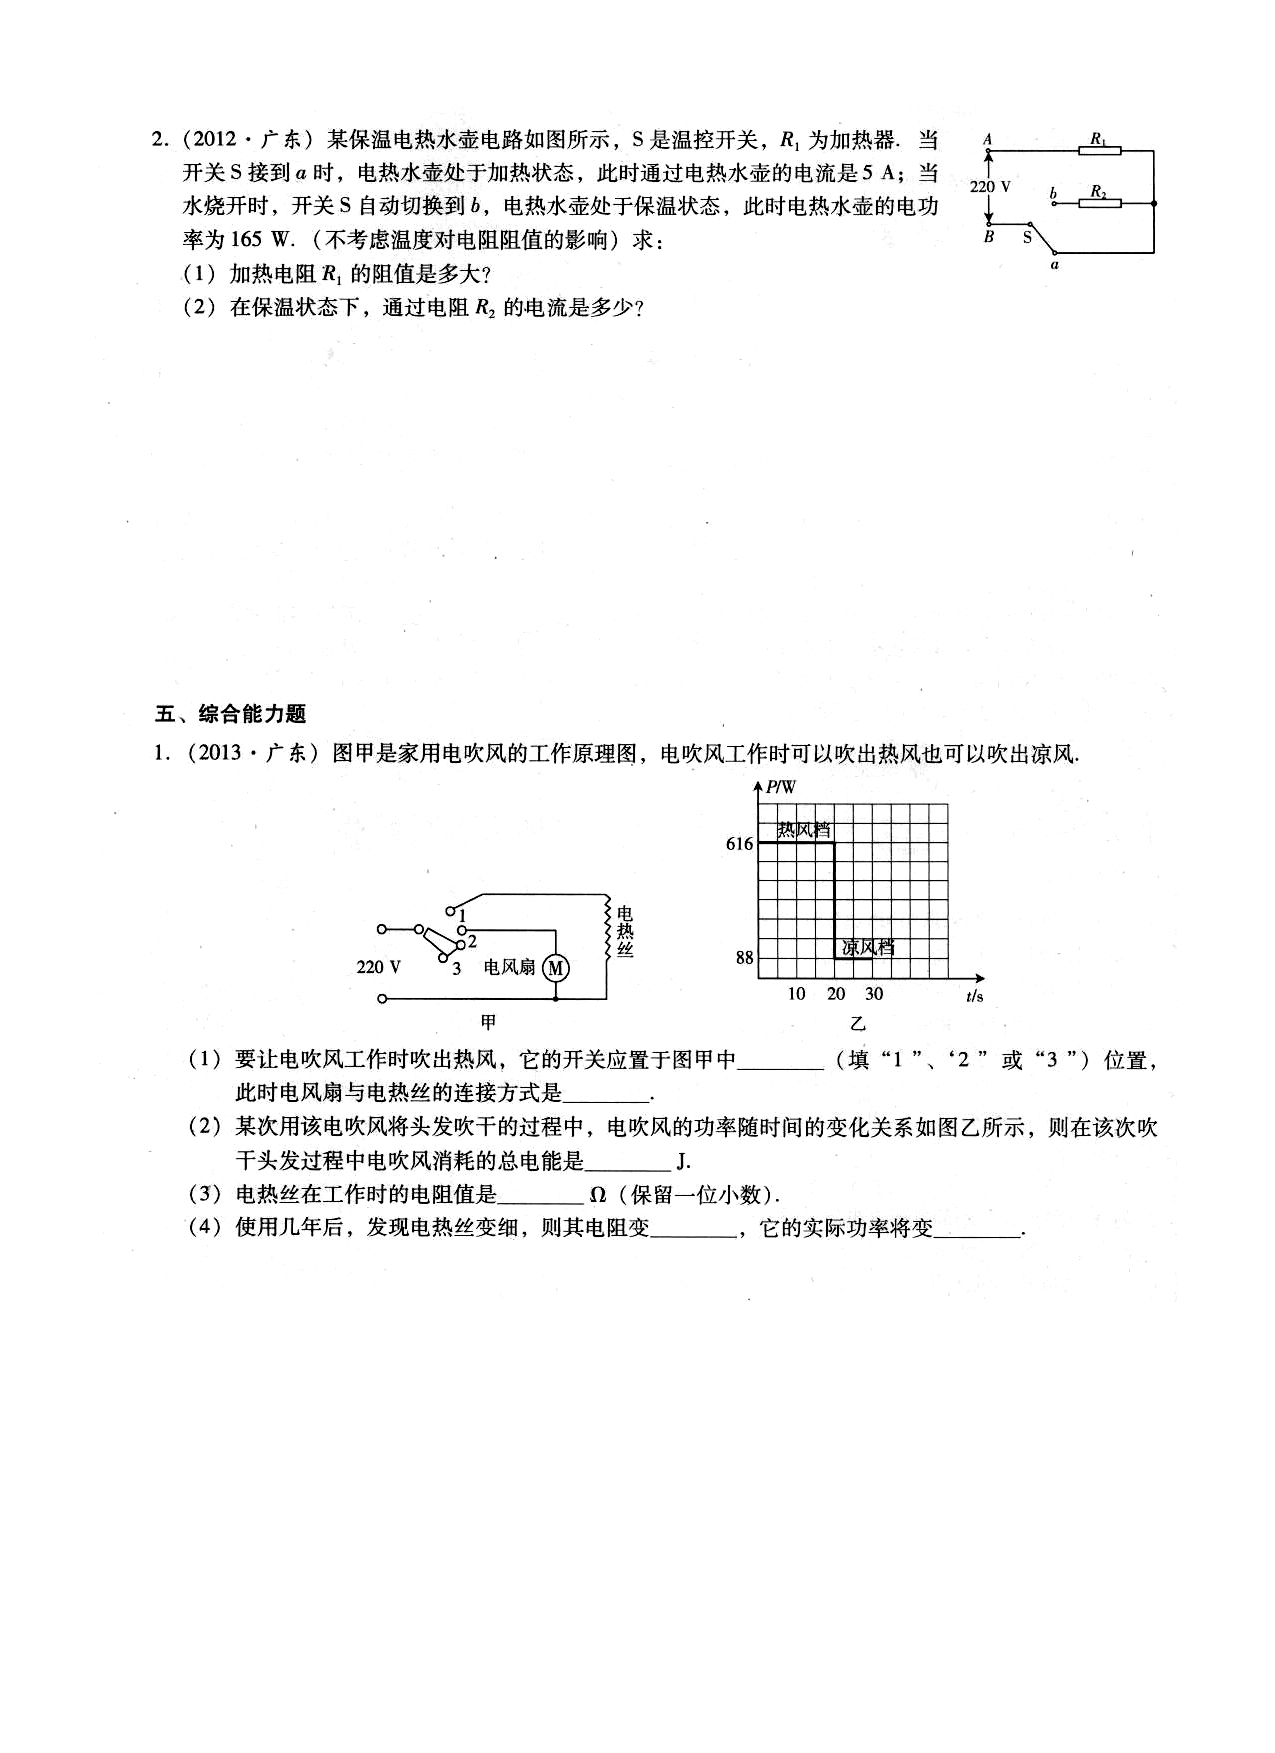 2. (2012·广东) 某保温电热水壶电路如图所示，S 是温控开关，R₁ 为加热器. 当
开关 S 接到 a 时，电热水壶处于加热状态，此时通过电热水壶的电流是 5 A；当
水烧开时，开关 S 自动切换到 b，电热水壶处于保温状态，此时电热水壶的电功
率为 165 W. (不考虑温度对电阻阻值的影响) 求：
(1) 加热电阻 R₁ 的阻值是多大?
(2) 在保温状态下，通过电阻 R₂ 的电流是多少?
A
R₁
220 V
b
R₂
B
S
a
五、综合能力题
1. (2013·广东) 图甲是家用电吹风的工作原理图，电吹风工作时可以吹出热风也可以吹出凉风.
P/W
热风档
616
1
电热丝
2
凉风档
88
220 V
3
电风扇
M
10 20 30
t/s
甲
乙
(1) 要让电吹风工作时吹出热风，它的开关应置于图甲中________ (填“1”、‘2”或“3”) 位置，
此时电风扇与电热丝的连接方式是________.
(2) 某次用该电吹风将头发吹干的过程中，电吹风的功率随时间的变化关系如图乙所示，则在该次吹
干头发过程中电吹风消耗的总电能是________ J.
(3) 电热丝在工作时的电阻值是________ Ω (保留一位小数).
(4) 使用几年后，发现电热丝变细，则其电阻变________，它的实际功率将变________.